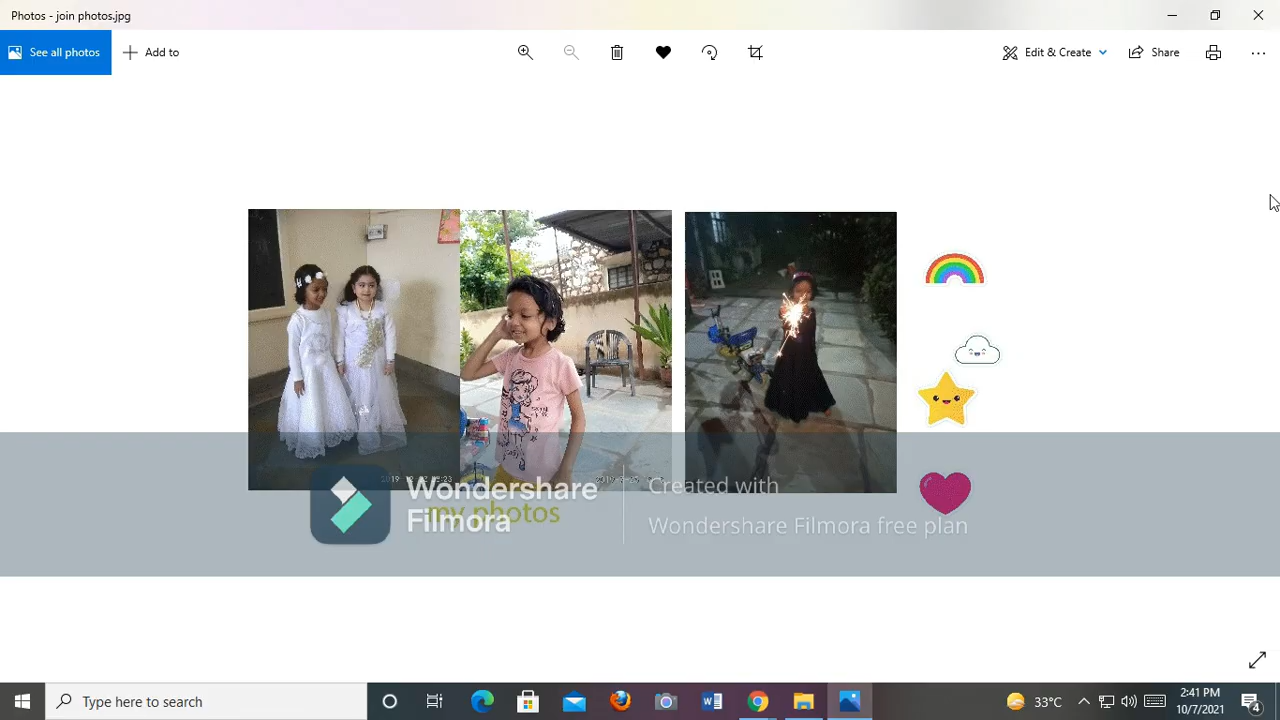 Photos - join photos.jpg
See all photos
Add to
Edit & Create
Share
my photos
Wondershare
Filmora
Created with
Wondershare Filmora free plan
Type here to search
33°C
2:41 PM
10/7/2021
4